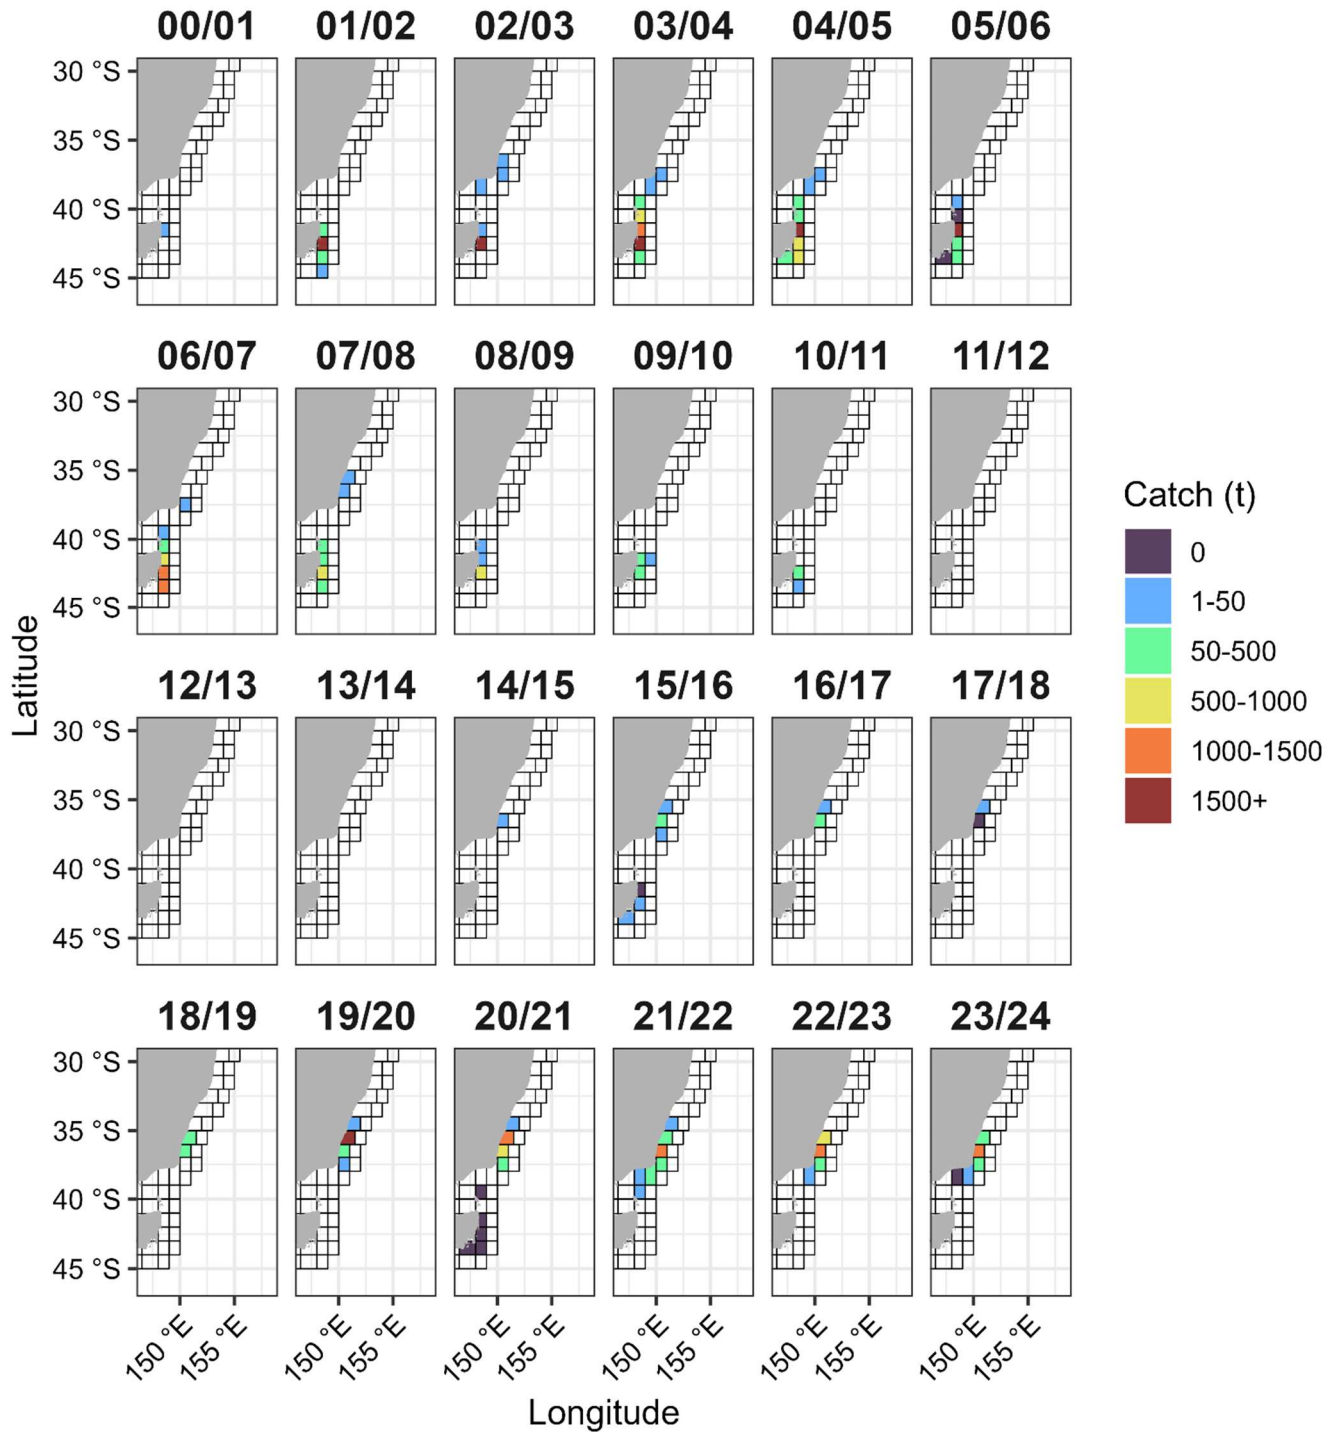 00/01 01/02 02/03 03/04 04/05 05/06
30 °S
35 °S
40 °S
45 °S
06/07 07/08 08/09 09/10 10/11 11/12
30 °S
35 °S
40 °S
45 °S
12/13 13/14 14/15 15/16 16/17 17/18
30 °S
35 °S
40 °S
45 °S
18/19 19/20 20/21 21/22 22/23 23/24
30 °S
35 °S
40 °S
45 °S
150 °E 155 °E 150 °E 155 °E 150 °E 155 °E 150 °E 155 °E 150 °E 155 °E 150 °E 155 °E
Longitude
Latitude
Catch (t)
0
1-50
50-500
500-1000
1000-1500
1500+